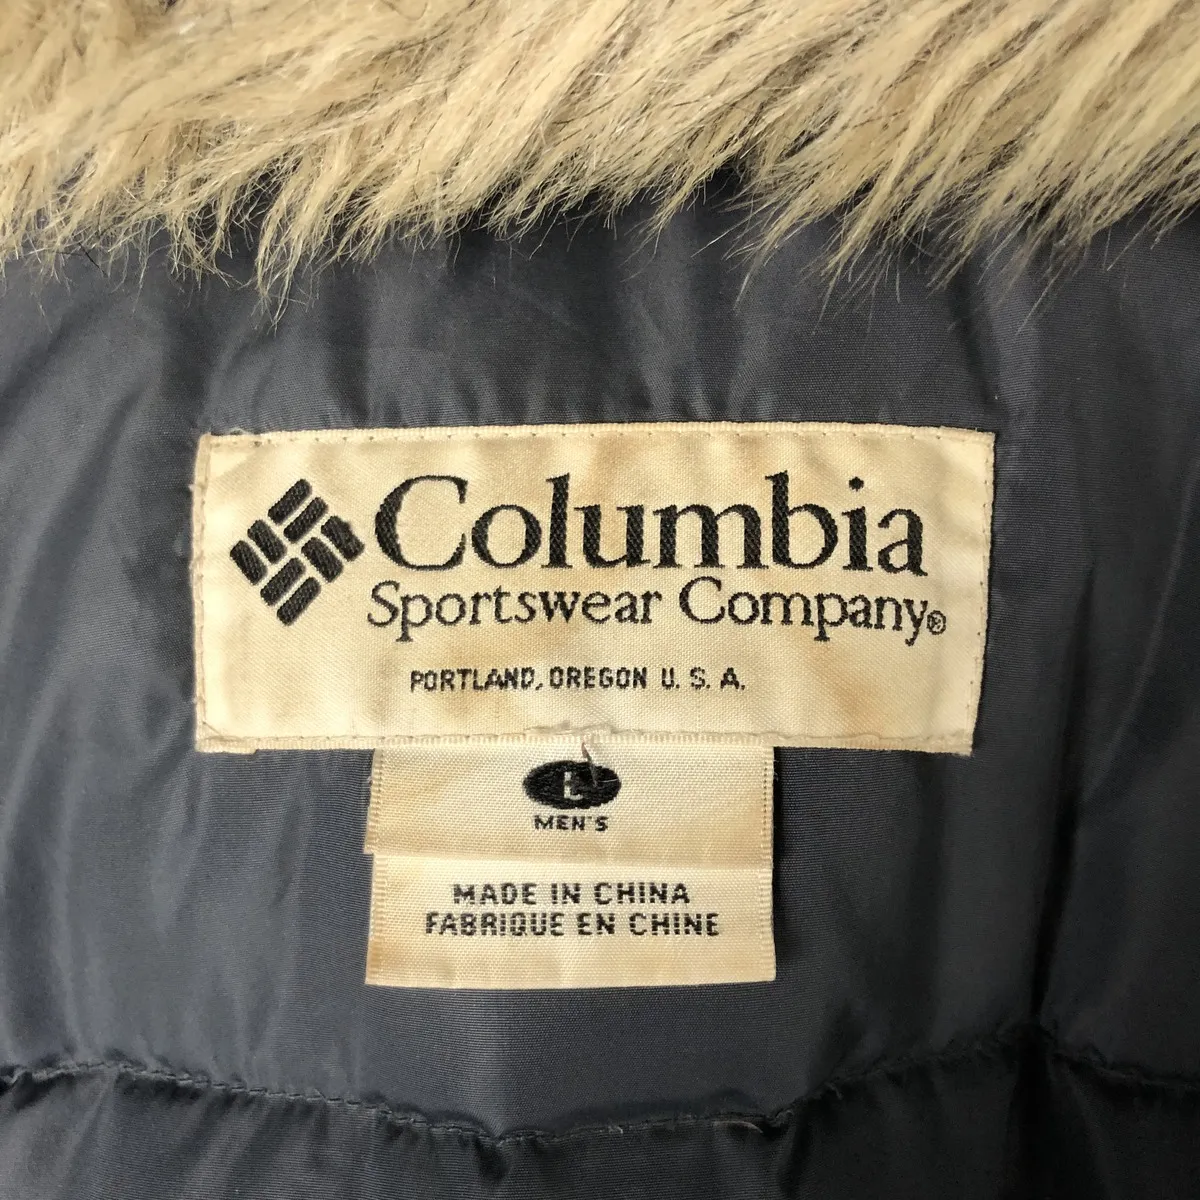 Columbia
Sportswear Company®
PORTLAND, OREGON U. S. A.
L
MEN'S
MADE IN CHINA
FABRIQUE EN CHINE